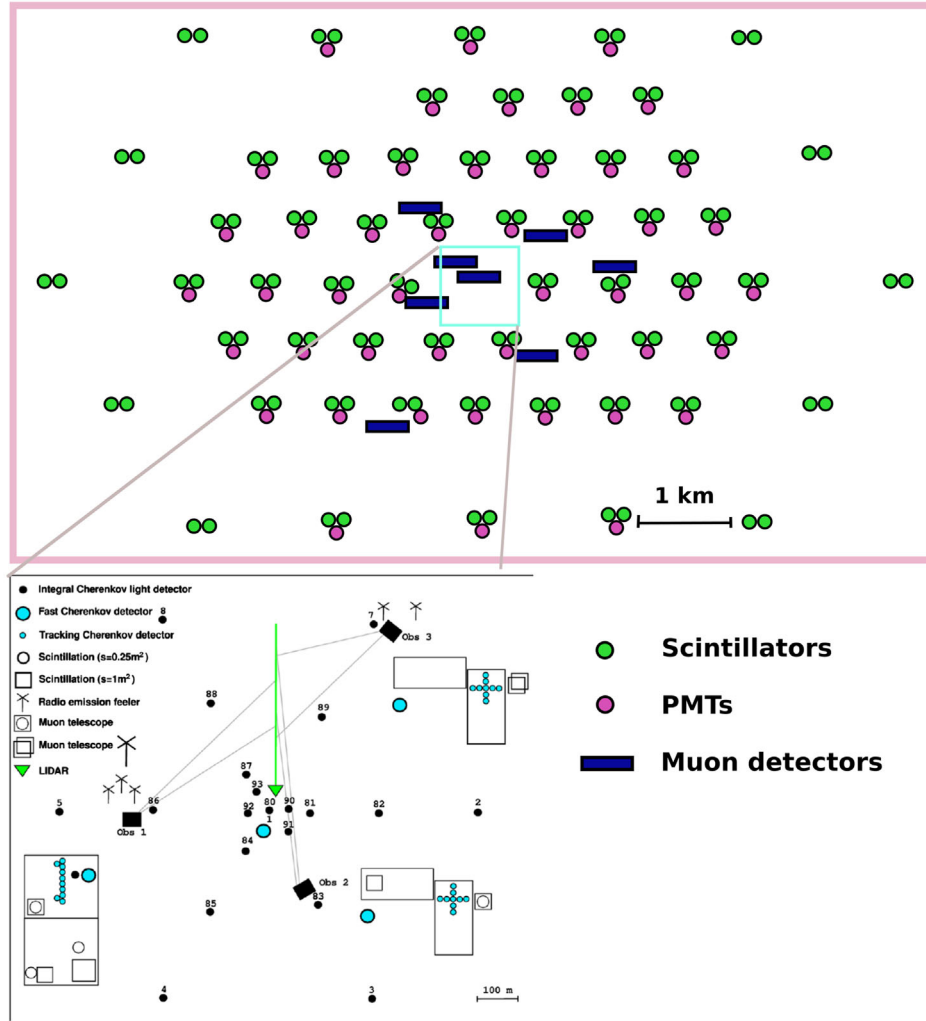 1 km
Integral Cherenkov light detector
Fast Cherenkov detector
8
7
Tracking Cherenkov detector
Obs 3
Scintillation (s=0.25m²)
Scintillation (s=1m²)
Radio emission feeler
88
89
Muon telescope
Muon telescope
LIDAR
87
93
5
86
92
80
90
81
82
2
Obs 1
1
91
84
Obs 2
83
85
4
3
100 m
Scintillators
PMTs
Muon detectors